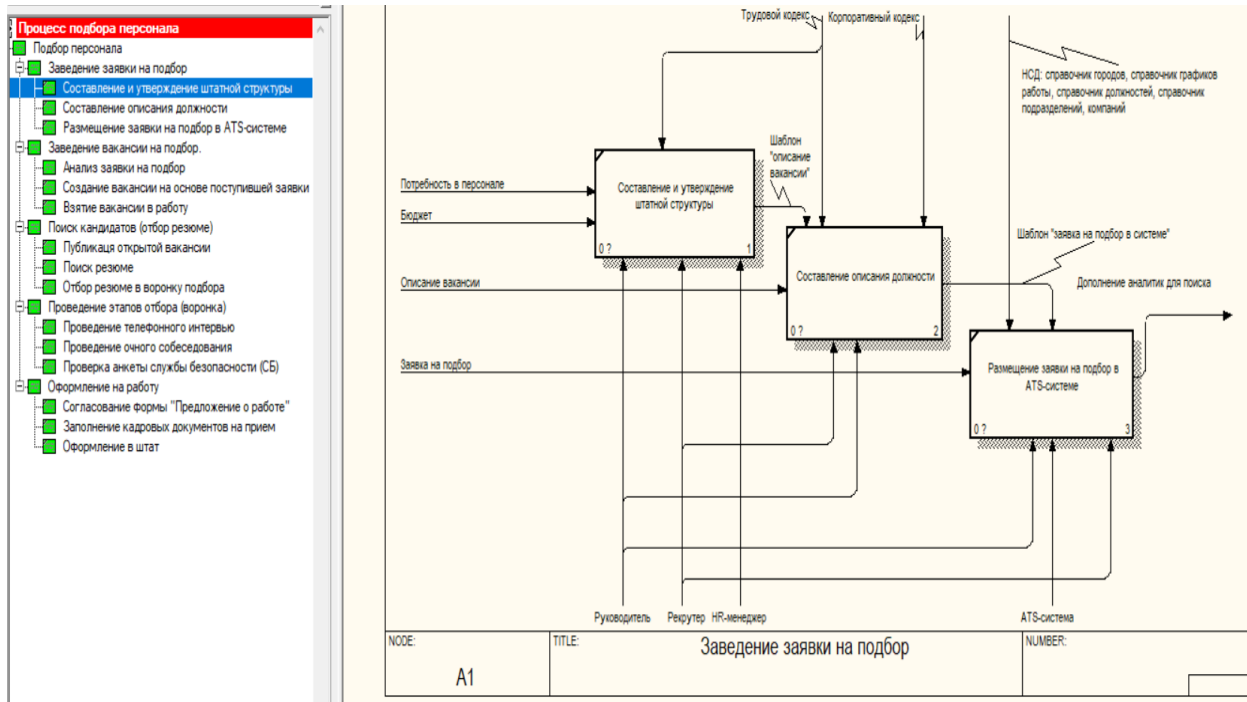 Процесс подбора персонала
Подбор персонала
Заведение заявки на подбор
Составление и утверждение штатной структуры
Составление описания должности
Размещение заявки на подбор в ATS-системе
Заведение вакансии на подбор.
Анализ заявки на подбор
Создание вакансии на основе поступившей заявки
Взятие вакансии в работу
Поиск кандидатов (отбор резюме)
Публикаця открытой вакансии
Поиск резюме
Отбор резюме в воронку подбора
Проведение этапов отбора (воронка)
Проведение телефонного интервью
Проведение очного собеседования
Проверка анкеты службы безопасности (СБ)
Оформление на работу
Согласование формы "Предложение о работе"
Заполнение кадровых документов на прием
Оформление в штат
Трудовой кодекс
Корпоративный кодекс
НСД: справочник городов, справочник графиков
работы, справочник должностей, справочник
подразделений, компаний
Шаблон
"описание
вакансии"
Потребность в персонале
Бюджет
Составление и утверждение
штатной структуры
0 ?
1
Шаблон "заявка на подбор в системе"
Описание вакансии
Составление описания должности
0 ?
2
Дополнение аналитик для поиска
Заявка на подбор
Размещение заявки на подбор в
ATS-системе
0 ?
3
Руководитель
Рекрутер
HR-менеджер
ATS-система
NODE:
A1
TITLE:
Заведение заявки на подбор
NUMBER: